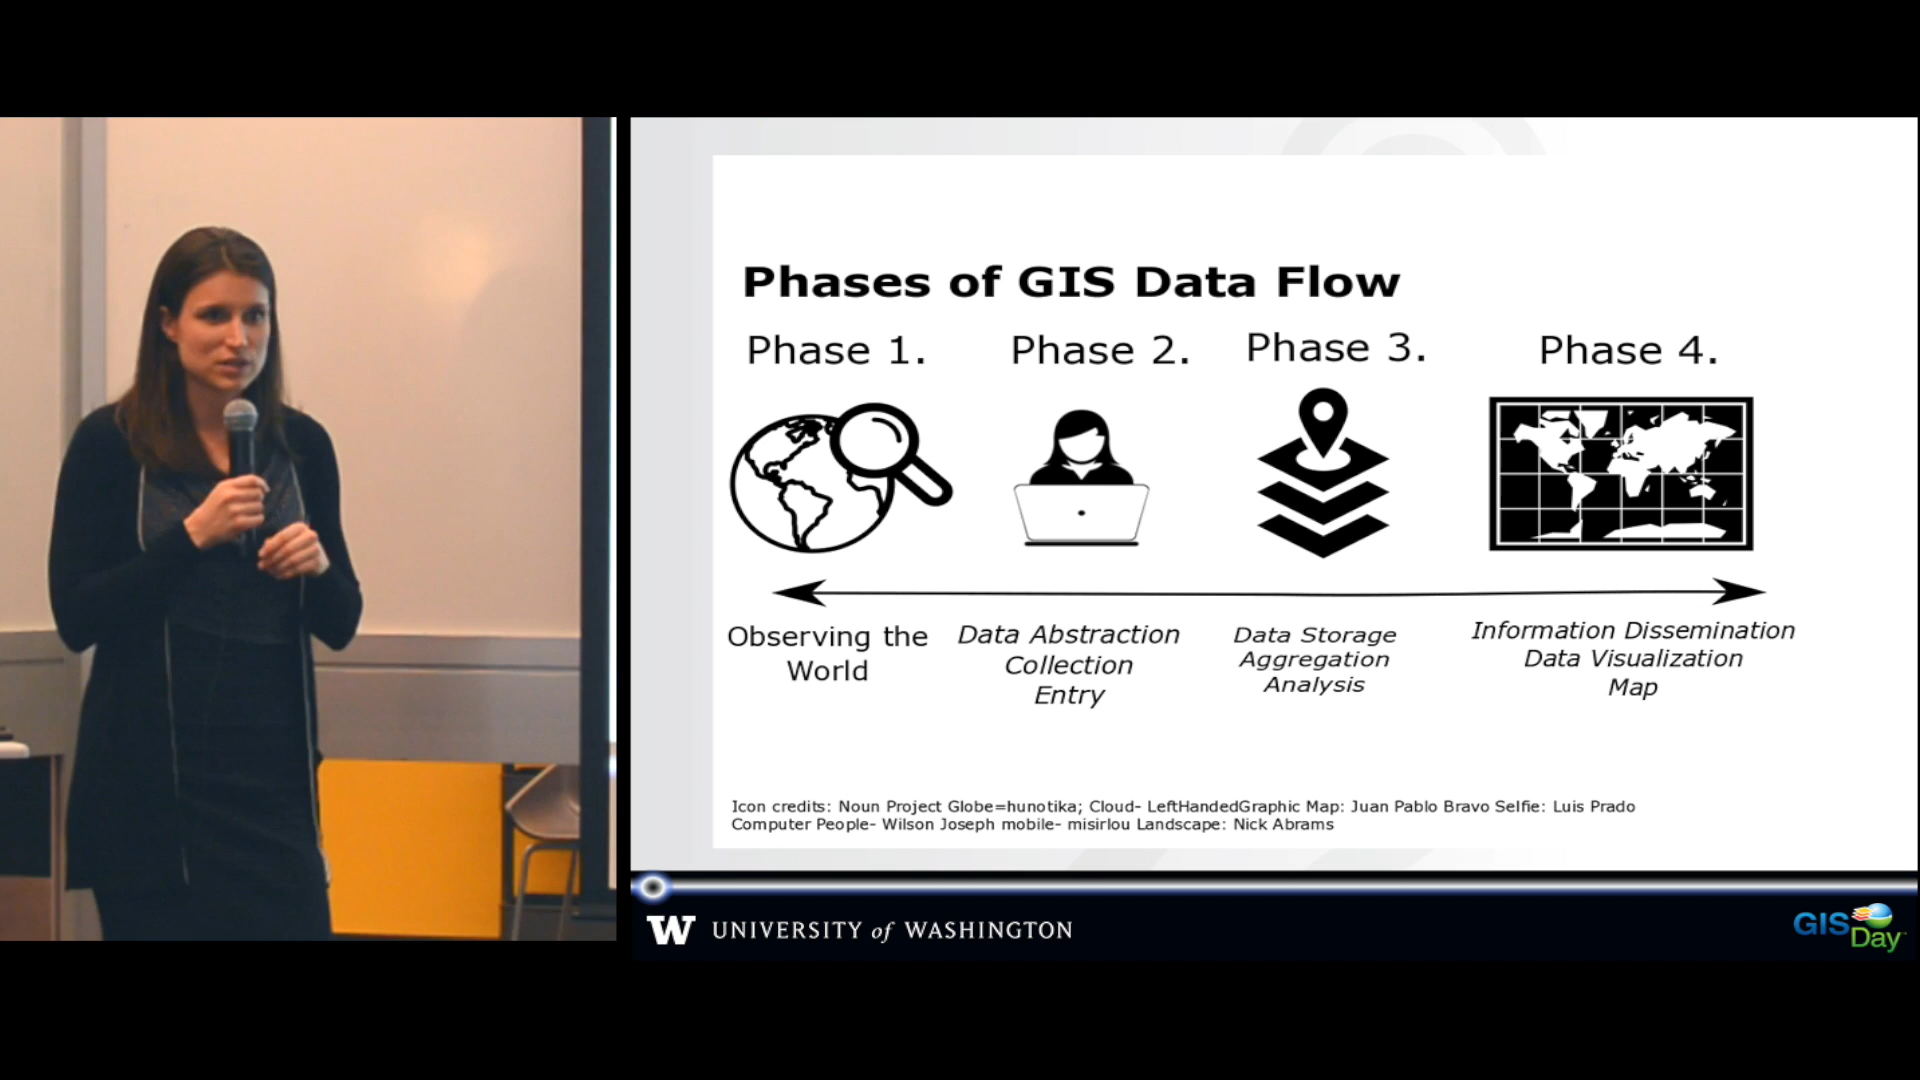 Phases of GIS Data Flow
Phase 1.
Phase 2.
Phase 3.
Phase 4.
Observing the
World
Data Abstraction
Collection
Entry
Data Storage
Aggregation
Analysis
Information Dissemination
Data Visualization
Map
Icon credits: Noun Project Globe=hunotika; Cloud- LeftHandedGraphic Map: Juan Pablo Bravo Selfie: Luis Prado
Computer People- Wilson Joseph mobile- misirlou Landscape: Nick Abrams
W UNIVERSITY of WASHINGTON
GIS
Day